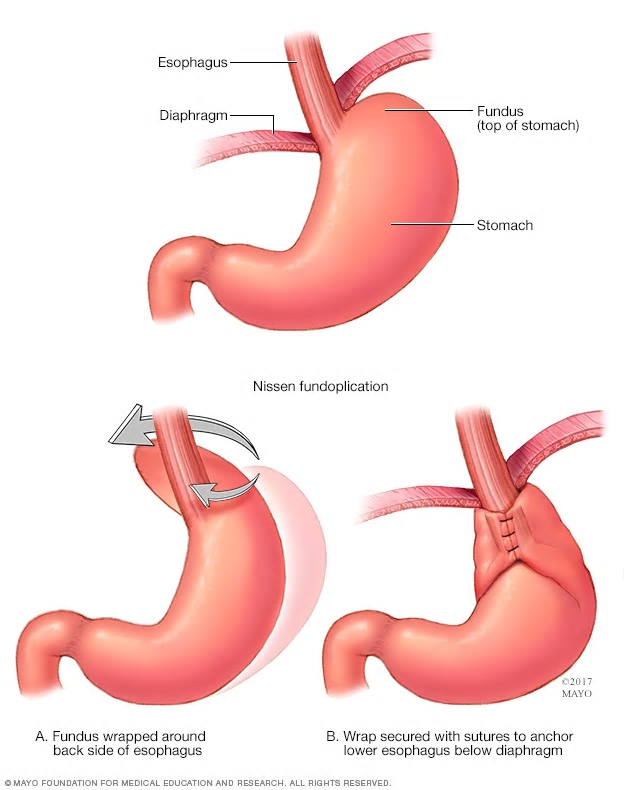 Esophagus
Diaphragm
Fundus
(top of stomach)
Stomach
Nissen fundoplication
A. Fundus wrapped around
back side of esophagus
B. Wrap secured with sutures to anchor
lower esophagus below diaphragm
©2017
MAYO
© MAYO FOUNDATION FOR MEDICAL EDUCATION AND RESEARCH. ALL RIGHTS RESERVED.